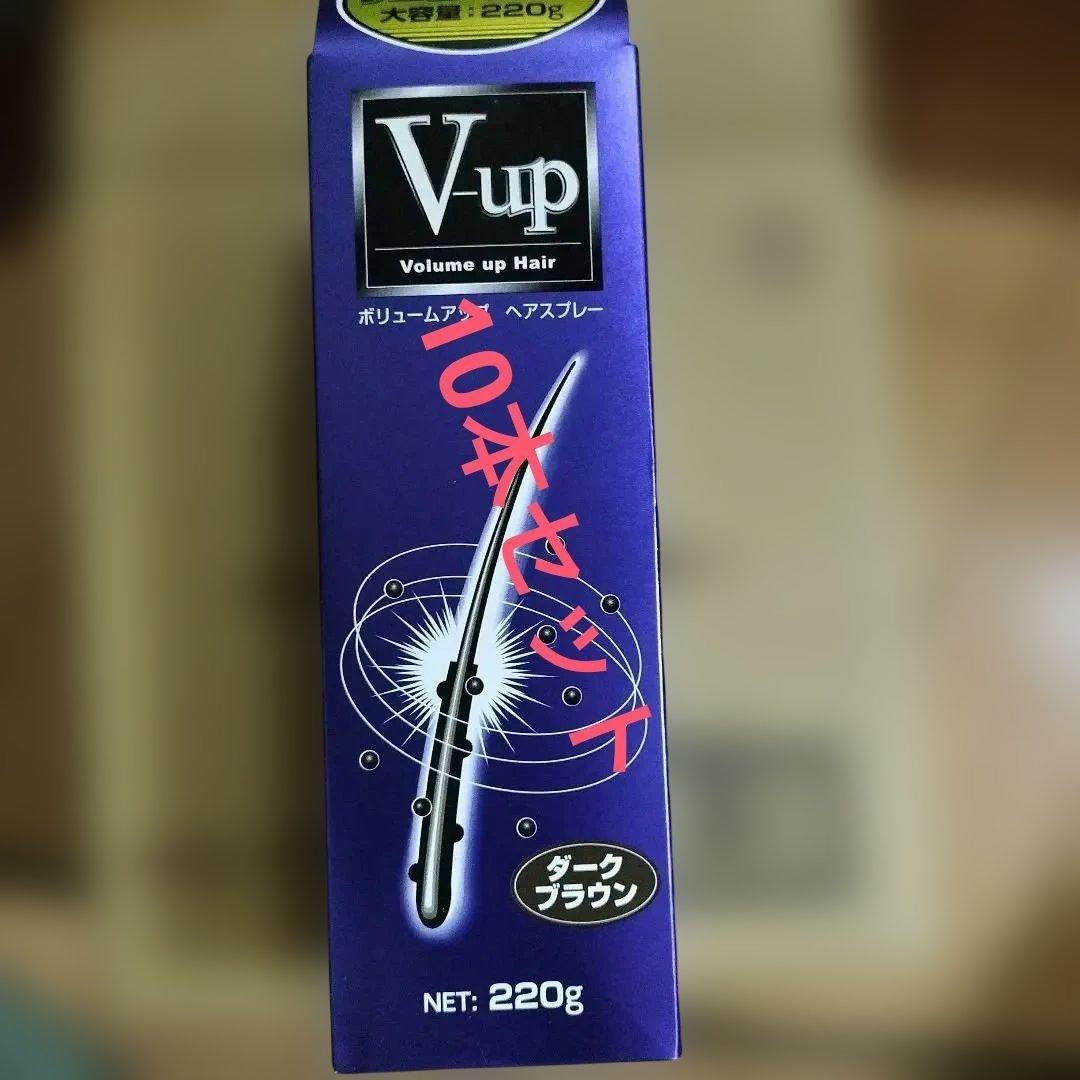 大容量:220g
V-up
Volume up Hair
ボリュームアップ ヘアスプレー
10本セット
ダーク
ブラウン
NET: 220g